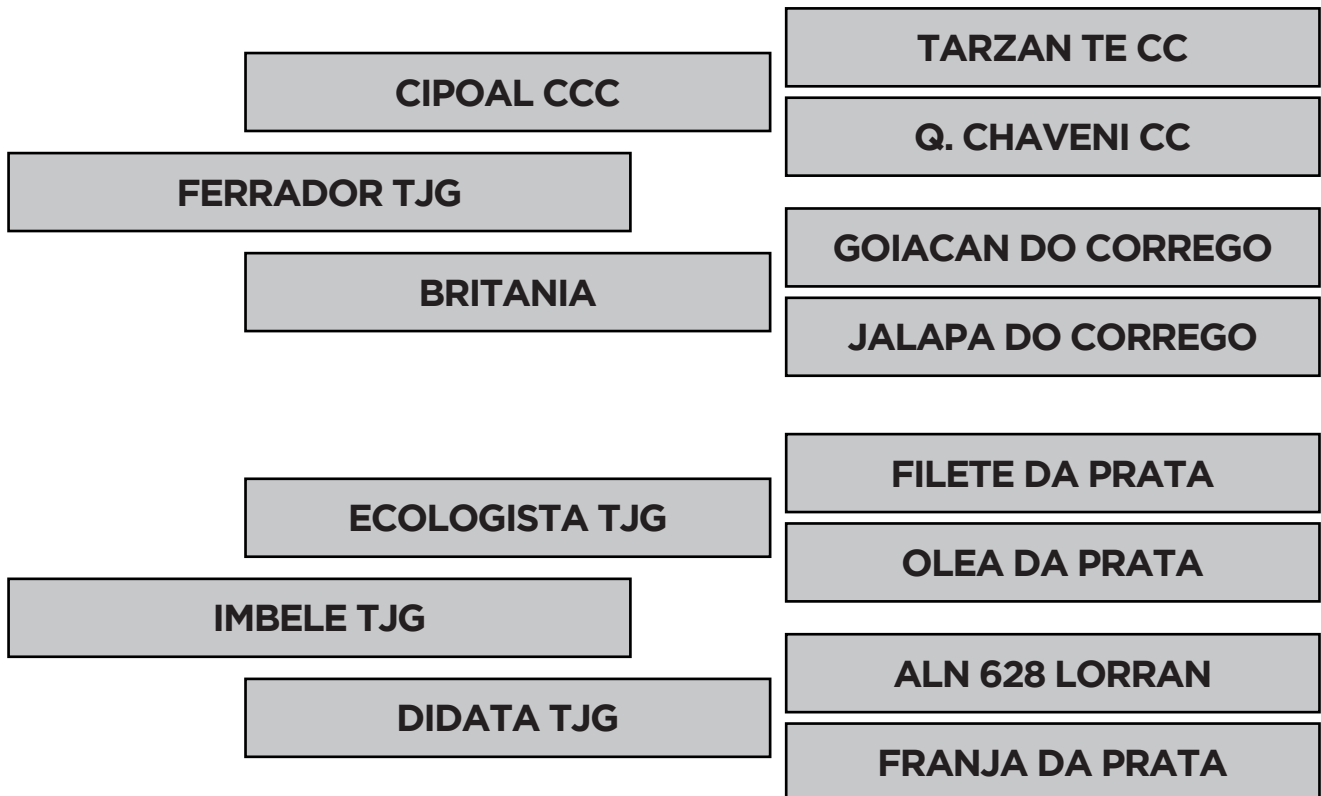 TARZAN TE CC
CIPOAL CCC
Q. CHAVENI CC
FERRADOR TJG
GOIACAN DO CORREGO
BRITANIA
JALAPA DO CORREGO
FILETE DA PRATA
ECOLOGISTA TJG
OLEA DA PRATA
IMBELE TJG
ALN 628 LORRAN
DIDATA TJG
FRANJA DA PRATA